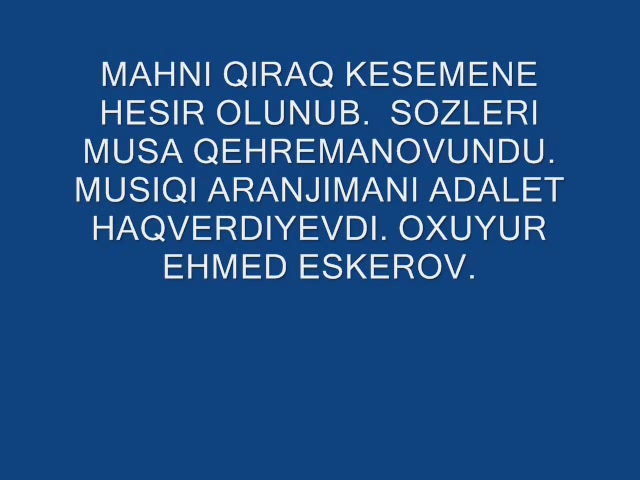 MAHNI QIRAQ KESEMENE
HESIR OLUNUB.  SOZLERI
MUSA QEHREMANOVUNDU.
MUSIQI ARANJIMANI ADALET
HAQVERDIYEVDI. OXUYUR
EHMED ESKEROV.